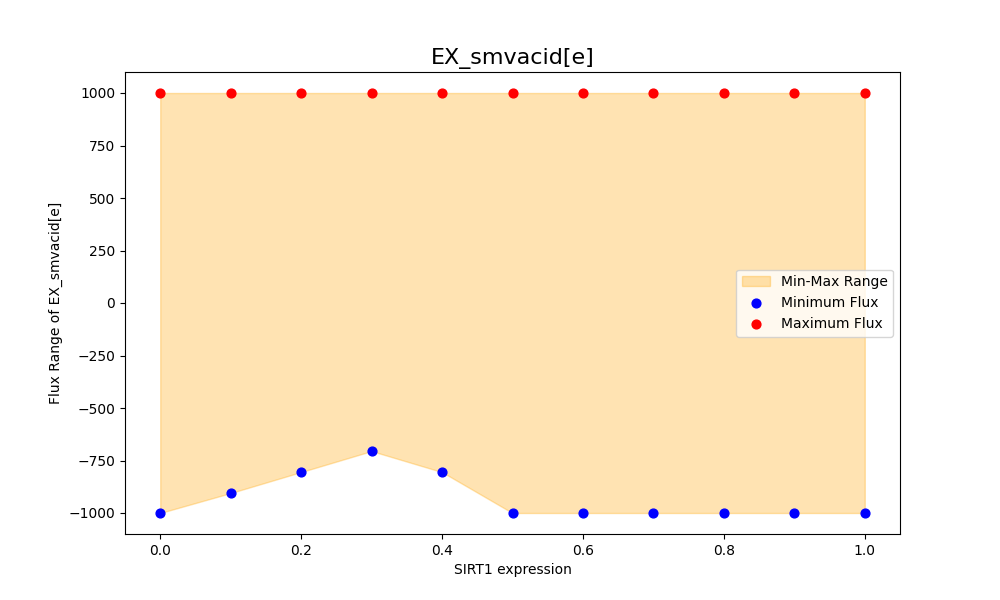 EX_smvacid[e]
Flux Range of EX_smvacid[e]
1000
750
500
250
0
−250
−500
−750
−1000
Min-Max Range
Minimum Flux
Maximum Flux
0.0 0.2 0.4 0.6 0.8 1.0
SIRT1 expression